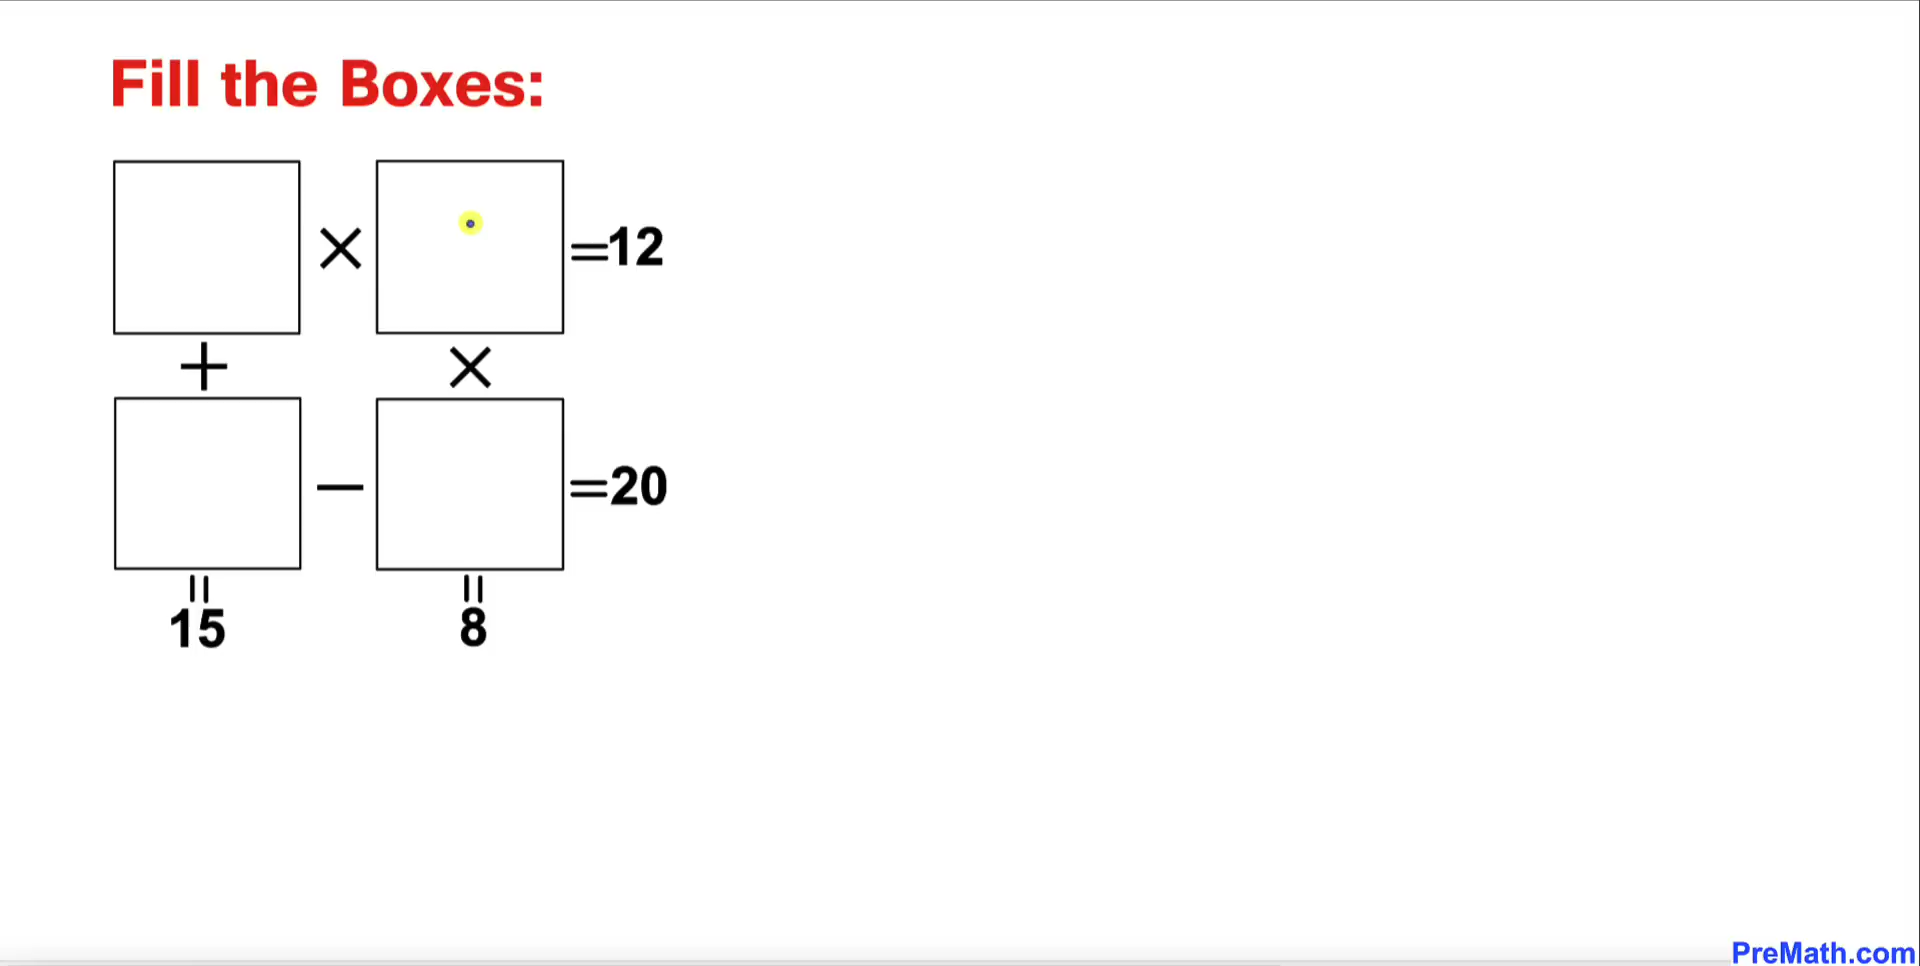 Fill the Boxes:
× =12
+ ×
− =20
= =
15 8
PreMath.com